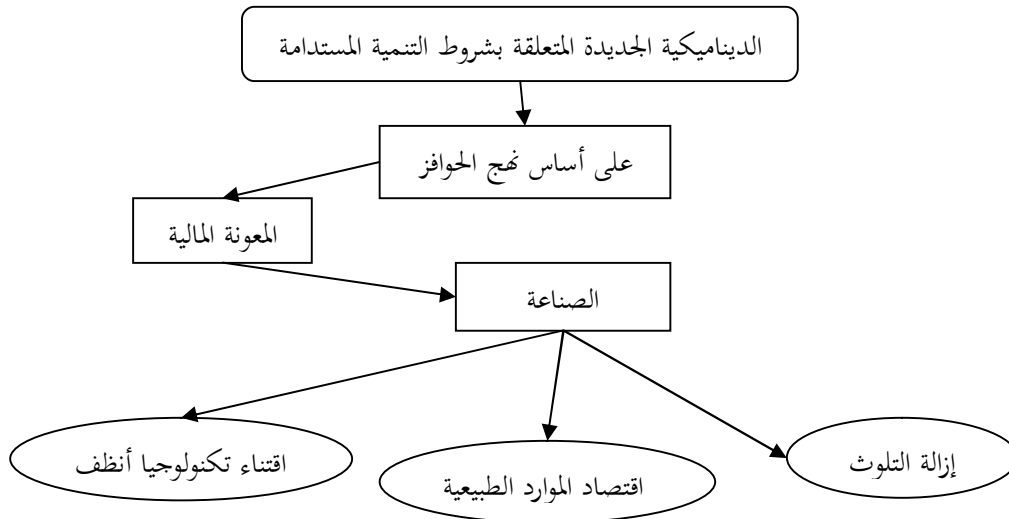 الديناميكية الجديدة المتعلقة بشروط التنمية المستدامة
على أساس نهج الحوافز
المعونة المالية
الصناعة
إزالة التلوث
اقتصاد الموارد الطبيعية
اقتناء تكنولوجيا أنظف